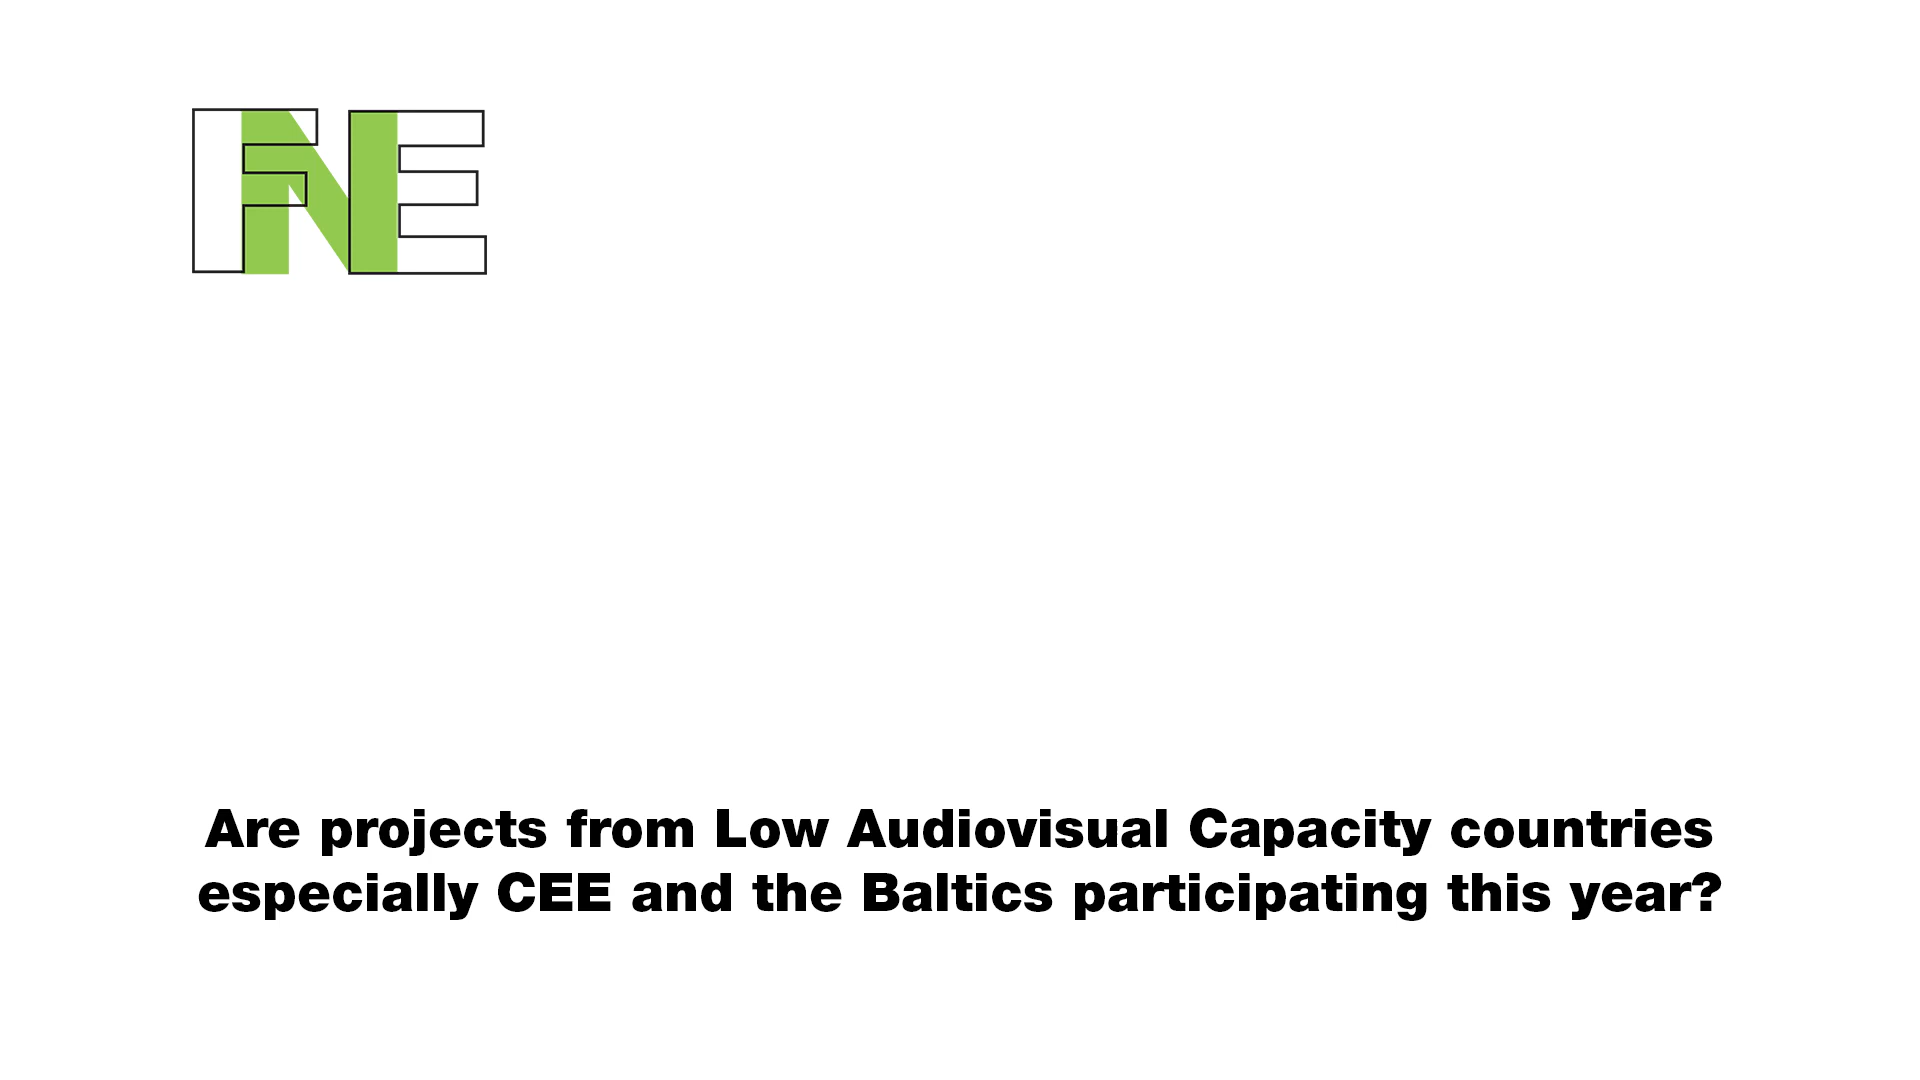 FNE
Are projects from Low Audiovisual Capacity countries
especially CEE and the Baltics participating this year?